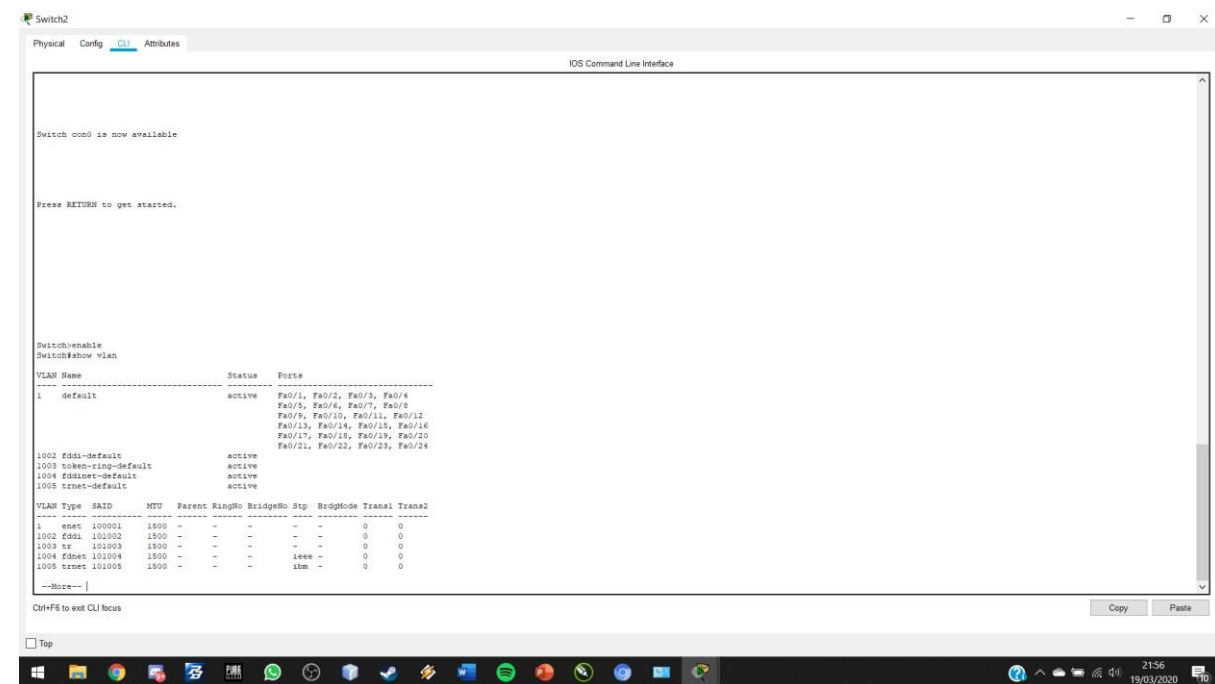 Switch2
Physical Config CLI Attributes
IOS Command Line Interface
Switch con0 is now available
Press RETURN to get started.
Switch>enable
Switch#show vlan
VLAN Name Status Ports
---- -------------------------------- --------- -------------------------------
1 default active Fa0/1, Fa0/2, Fa0/3, Fa0/4
Fa0/5, Fa0/6, Fa0/7, Fa0/8
Fa0/9, Fa0/10, Fa0/11, Fa0/12
Fa0/13, Fa0/14, Fa0/15, Fa0/16
Fa0/17, Fa0/18, Fa0/19, Fa0/20
Fa0/21, Fa0/22, Fa0/23, Fa0/24
1002 fddi-default active
1003 token-ring-default active
1004 fddinet-default active
1005 trnet-default active
VLAN Type SAID MTU Parent RingNo BridgeNo Stp BrdgMode Trans1 Trans2
---- ----- ---------- ----- ------ ------ -------- ---- -------- ------ ------
1 enet 100001 1500 - - - - - 0 0
1002 fddi 101002 1500 - - - - - 0 0
1003 tr 101003 1500 - - - - - 0 0
1004 fdnet 101004 1500 - - - ieee - 0 0
1005 trnet 101005 1500 - - - ibm - 0 0
--More--
Ctrl+F6 to exit CLI focus
Copy Paste
Top
21:56
19/03/2020
10